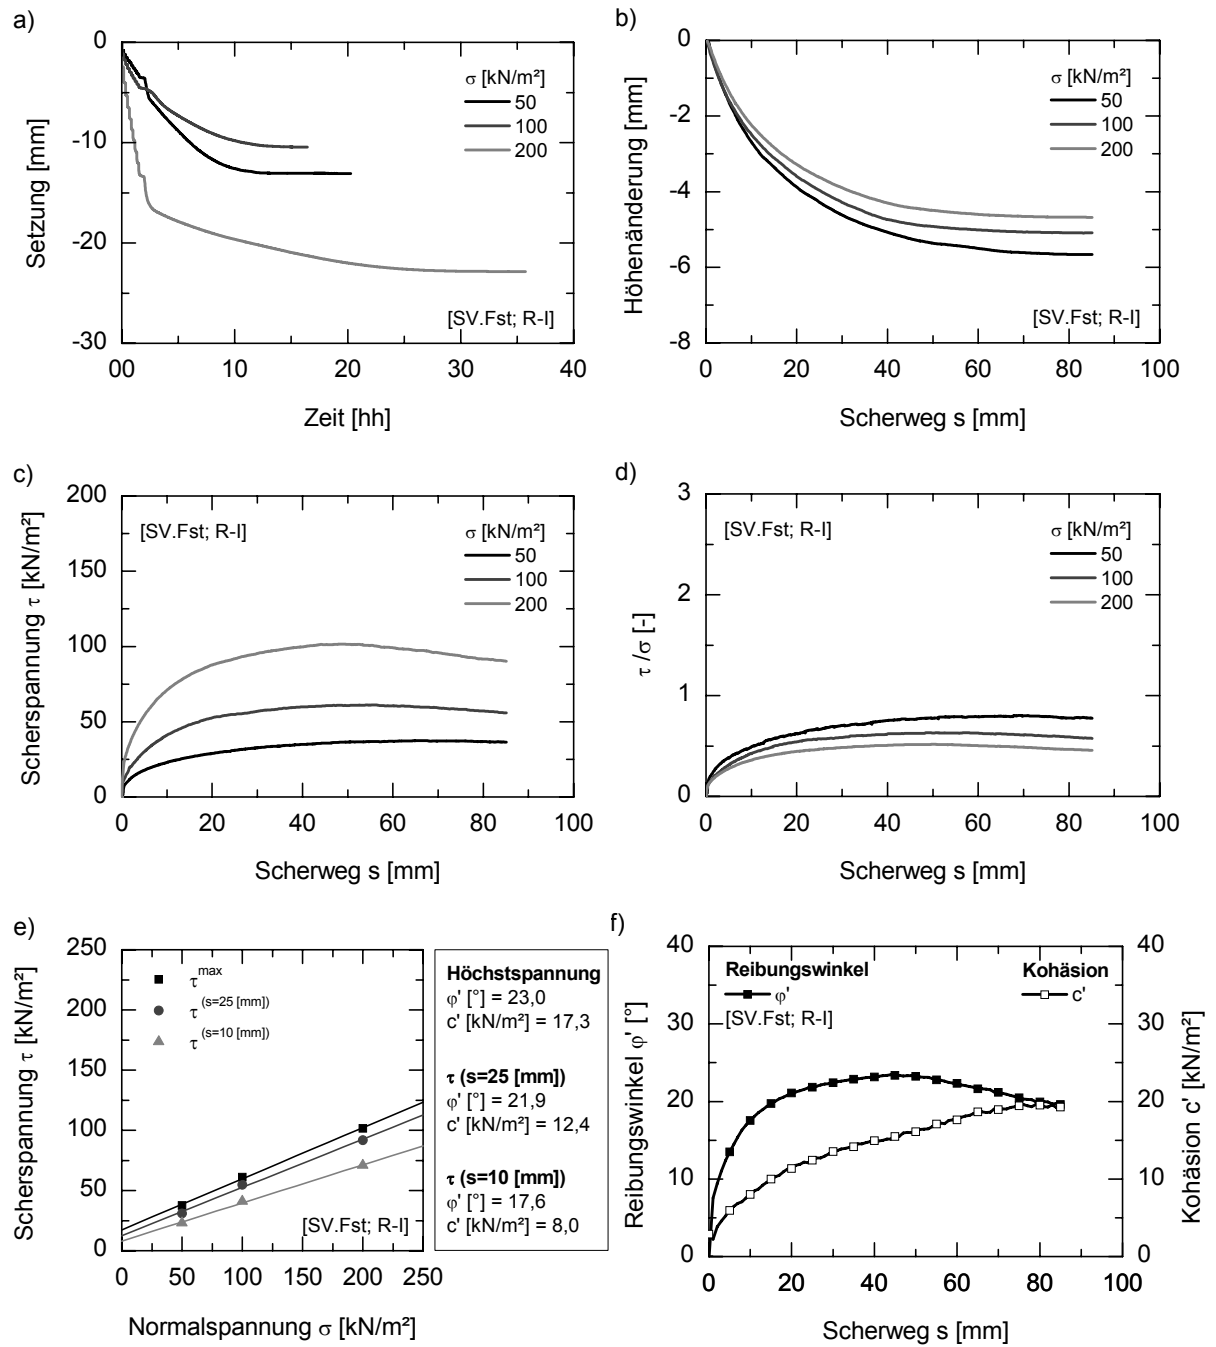 a)
0
-10
-20
-30
Setzung [mm]
σ [kN/m²]
50
100
200
[SV.Fst; R-I]
00
10
20
30
40
Zeit [hh]
b)
0
-2
-4
-6
-8
Höhenänderung [mm]
σ [kN/m²]
50
100
200
[SV.Fst; R-I]
0
20
40
60
80
100
Scherweg s [mm]
c)
200
150
100
50
0
Scherspannung τ [kN/m²]
[SV.Fst; R-I]
σ [kN/m²]
50
100
200
0
20
40
60
80
100
Scherweg s [mm]
d)
3
2
1
0
τ /σ [-]
[SV.Fst; R-I]
σ [kN/m²]
50
100
200
0
20
40
60
80
100
Scherweg s [mm]
e)
250
200
150
100
50
0
Scherspannung τ [kN/m²]
τ max
τ (s=25 [mm])
τ (s=10 [mm])
[SV.Fst; R-I]
0
50
100
150
200
250
Normalspannung σ [kN/m²]
Höchstspannung
φ' [°] = 23,0
c' [kN/m²] = 17,3
τ (s=25 [mm])
φ' [°] = 21,9
c' [kN/m²] = 12,4
τ (s=10 [mm])
φ' [°] = 17,6
c' [kN/m²] = 8,0
f)
40
30
20
10
0
Reibungswinkel φ' [°]
Reibungswinkel
φ'
[SV.Fst; R-I]
Kohäsion
c'
40
30
20
10
0
Kohäsion c' [kN/m²]
0
20
40
60
80
100
Scherweg s [mm]